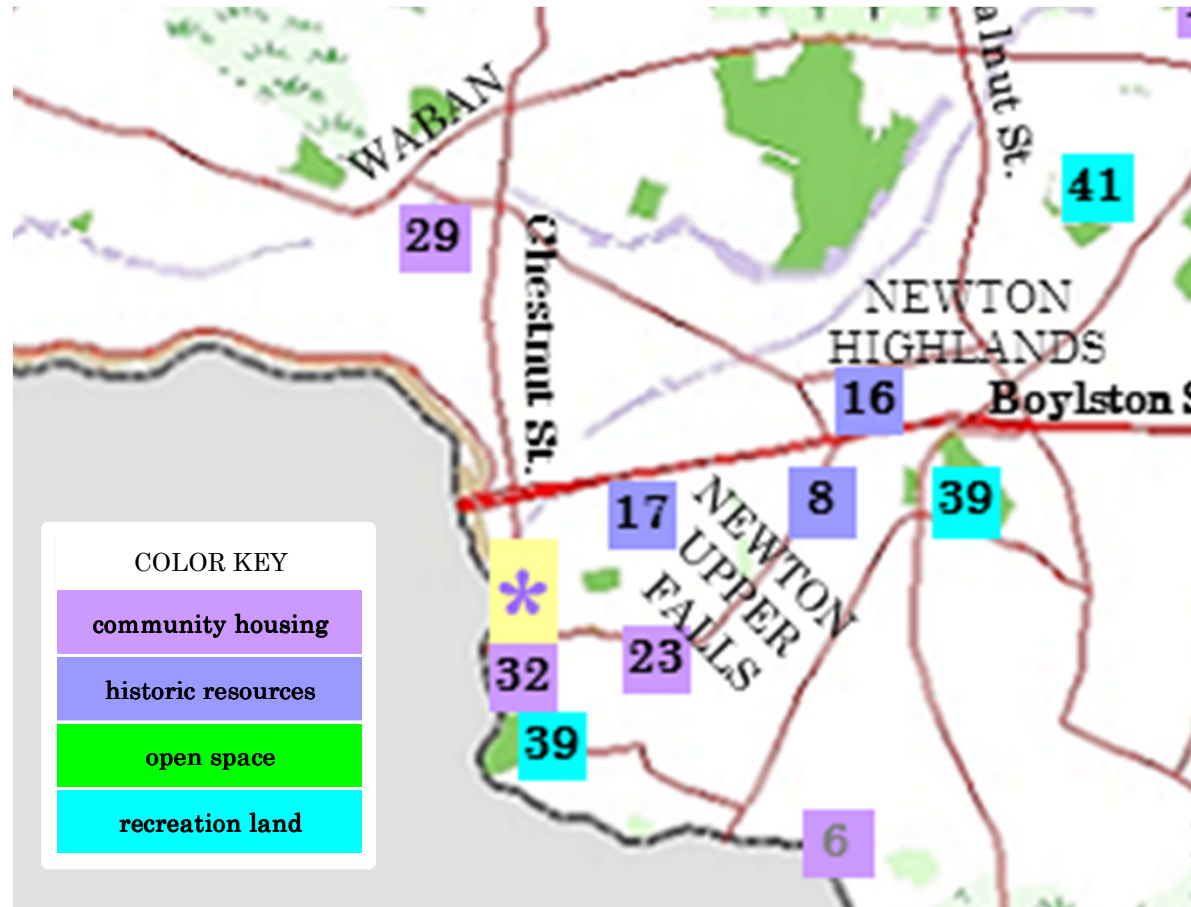 alnut St.
WABAN
41
29
Chestnut St.
NEWTON
HIGHLANDS
16
Boylston S
17
NEWTON
UPPER
FALLS
8
39
*
32
23
39
6
COLOR KEY
community housing
historic resources
open space
recreation land